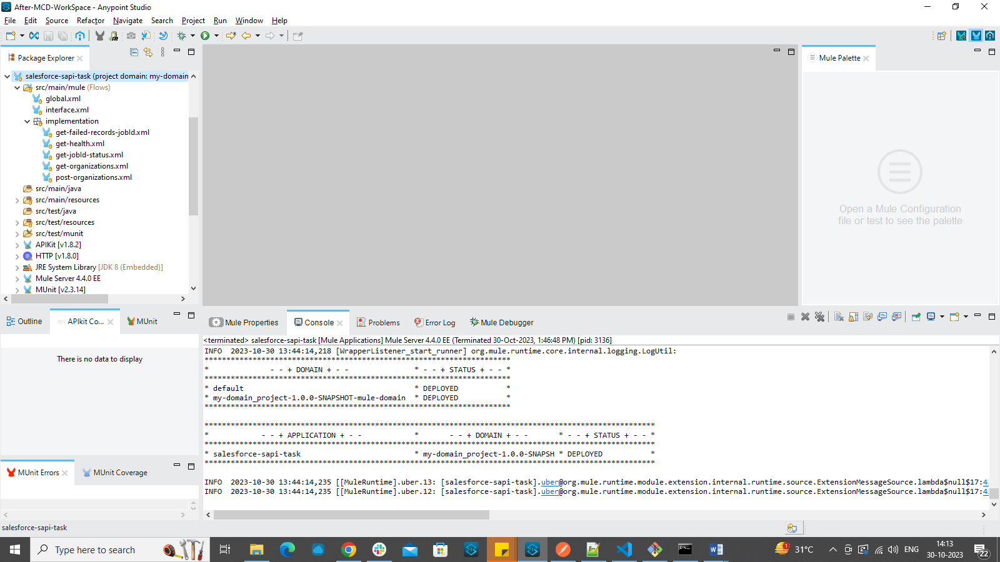 After-MCD-WorkSpace - Anypoint Studio
File Edit Source Refactor Navigate Search Project Run Window Help
Package Explorer
salesforce-sapi-task (project domain: my-domain
src/main/mule (Flows)
global.xml
interface.xml
implementation
get-failed-records-jobId.xml
get-health.xml
get-jobId-status.xml
get-organizations.xml
post-organizations.xml
src/main/java
src/main/resources
src/test/java
src/test/resources
src/test/munit
APIKit [v1.8.2]
HTTP [v1.8.0]
JRE System Library [JDK 8 (Embedded)]
Mule Server 4.4.0 EE
MUnit [v2.3.14]
Mule Palette
Open a Mule Configuration
file or test to see the palette
Outline
api APIkit Co...
MUnit
There is no data to display
MUnit Errors
MUnit Coverage
Mule Properties
Console
Problems
Error Log
Mule Debugger
<terminated> salesforce-sapi-task [Mule Applications] Mule Server 4.4.0 EE (Terminated 30-Oct-2023, 1:46:48 PM) [pid: 3136]
INFO  2023-10-30 13:44:14,218 [WrapperListener_start_runner] org.mule.runtime.core.internal.logging.LogUtil:
**********************************************************************
*              - - + DOMAIN + - -               * - - + STATUS + - - *
**********************************************************************
* default                                       * DEPLOYED           *
* my-domain_project-1.0.0-SNAPSHOT-mule-domain  * DEPLOYED           *
**********************************************************************
*******************************************************************************************************
*            - - + APPLICATION + - -            *       - - + DOMAIN + - -       * - - + STATUS + - - *
*******************************************************************************************************
* salesforce-sapi-task                          * my-domain_project-1.0.0-SNAPSH * DEPLOYED           *
*******************************************************************************************************
INFO  2023-10-30 13:44:14,235 [[MuleRuntime].uber.13: [salesforce-sapi-task].uber@org.mule.runtime.module.extension.internal.runtime.source.ExtensionMessageSource.lambda$null$17:4
INFO  2023-10-30 13:44:14,235 [[MuleRuntime].uber.12: [salesforce-sapi-task].uber@org.mule.runtime.module.extension.internal.runtime.source.ExtensionMessageSource.lambda$null$17:4
salesforce-sapi-task
Type here to search
1
31°C
ENG
14:13
30-10-2023
22